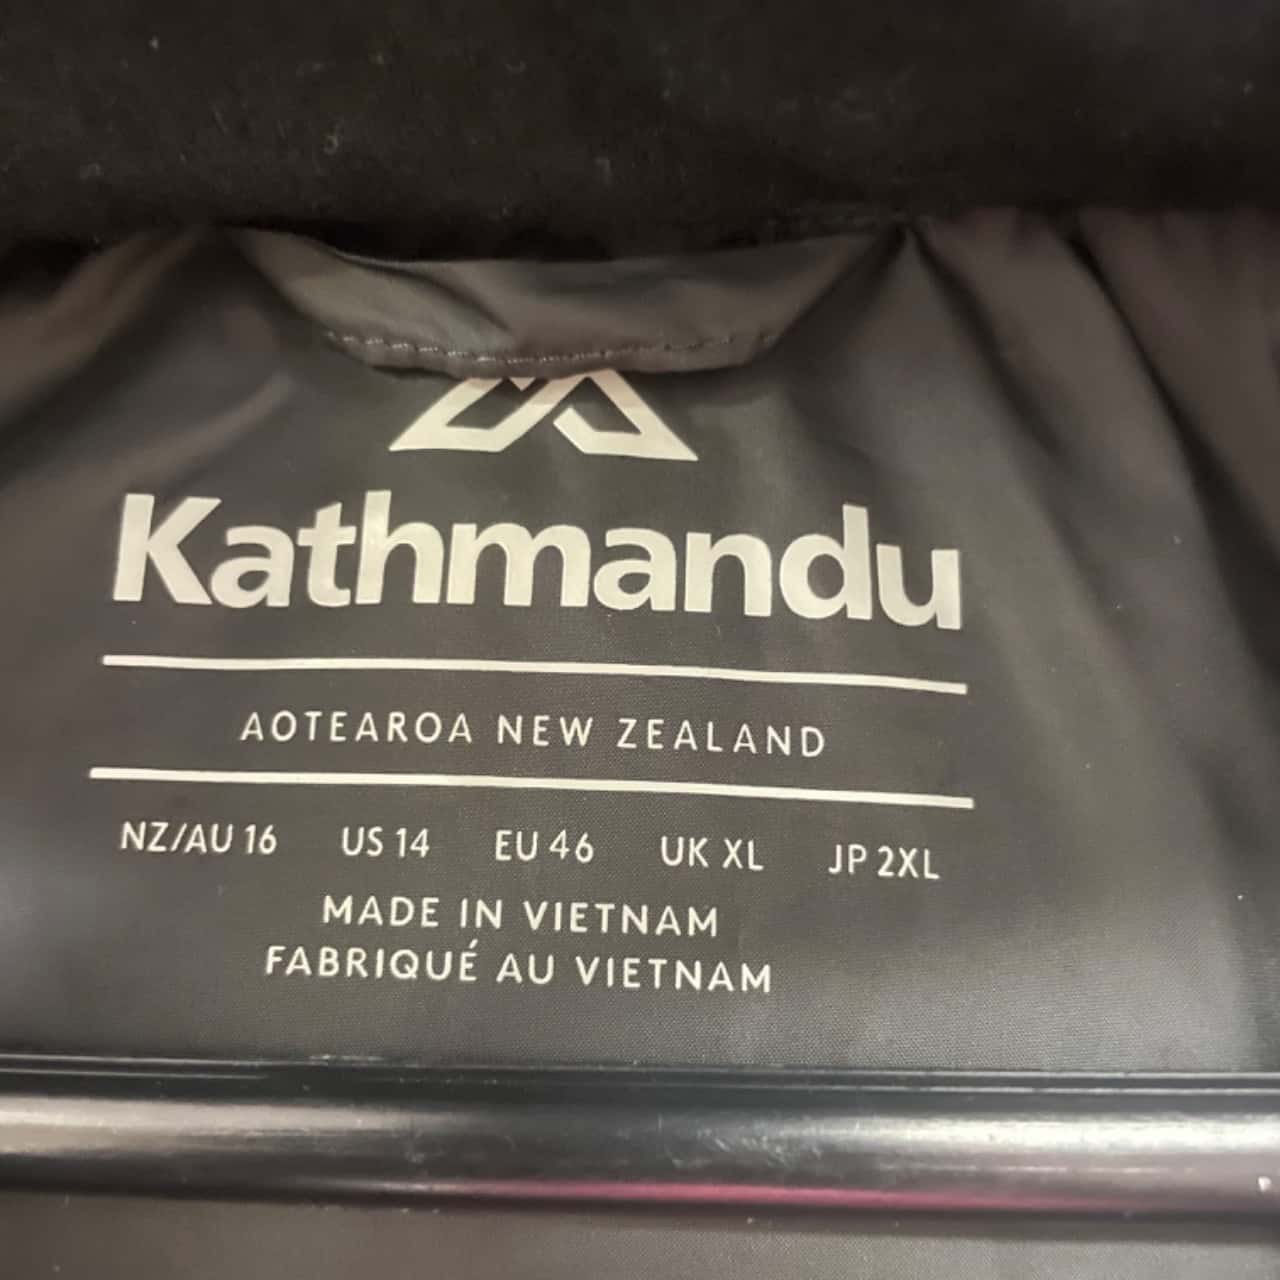 Kathmandu
AOTEAROA NEW ZEALAND
NZ/AU 16 US 14 EU 46 UK XL JP 2XL
MADE IN VIETNAM
FABRIQUÉ AU VIETNAM